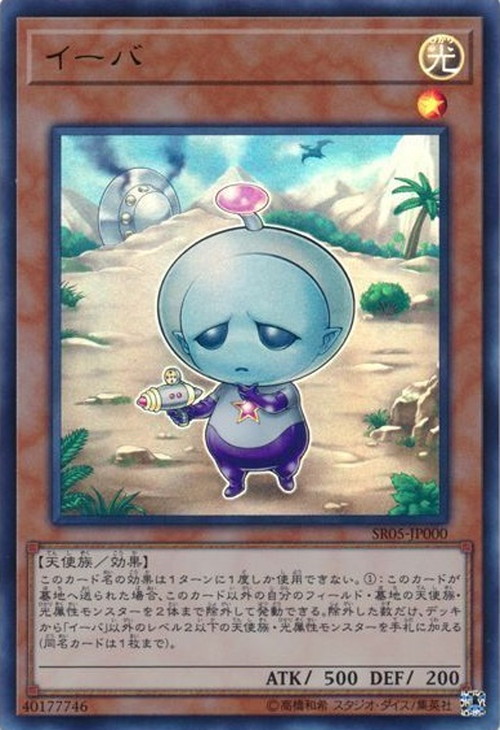 イーバ
光
SR05-JP000
【天使族/効果】
このカード名の効果は1ターンに1度しか使用できない。①:このカードが
墓地へ送られた場合、このカード以外の自分のフィールド・墓地の天使族・
光属性モンスターを2体まで除外して発動できる。除外した数だけ、デッキ
から「イーバ」以外のレベル2以下の天使族・光属性モンスターを手札に加える
(同名カードは1枚まで)。
ATK/ 500 DEF/ 200
40177746
©高橋和希 スタジオ・ダイス/集英社